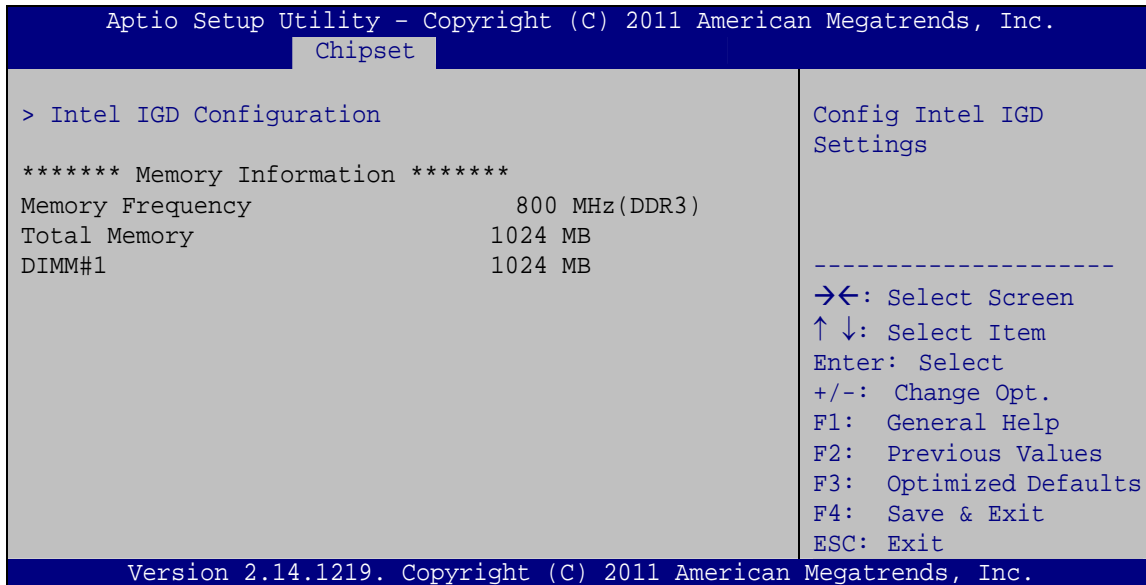 Aptio Setup Utility – Copyright (C) 2011 American Megatrends, Inc.
Chipset
> Intel IGD Configuration
******* Memory Information *******
Memory Frequency 800 MHz(DDR3)
Total Memory 1024 MB
DIMM#1 1024 MB
Config Intel IGD
Settings
---------------------
→←: Select Screen
↑ ↓: Select Item
Enter: Select
+/-: Change Opt.
F1: General Help
F2: Previous Values
F3: Optimized Defaults
F4: Save & Exit
ESC: Exit
Version 2.14.1219. Copyright (C) 2011 American Megatrends, Inc.